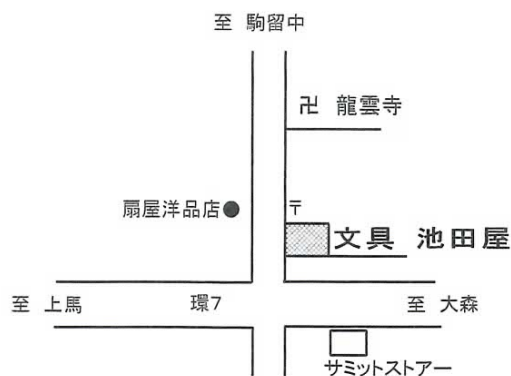 至 駒留中
卍 龍雲寺
扇屋洋品店●
〒
文具 池田屋
至 上馬
環7
至 大森
サミットストアー